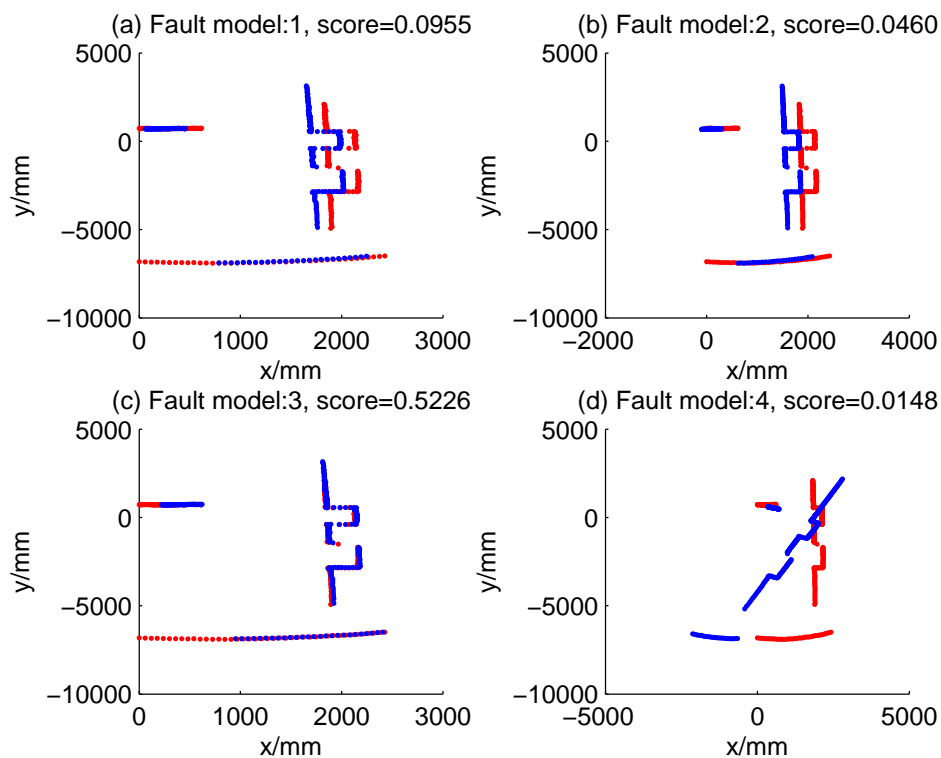 (a) Fault model:1, score=0.0955
5000
0
−5000
−10000
y/mm
0 1000 2000 3000
x/mm
(b) Fault model:2, score=0.0460
5000
0
−5000
−10000
y/mm
−2000 0 2000 4000
x/mm
(c) Fault model:3, score=0.5226
5000
0
−5000
−10000
y/mm
0 1000 2000 3000
x/mm
(d) Fault model:4, score=0.0148
5000
0
−5000
−10000
y/mm
−5000 0 5000
x/mm